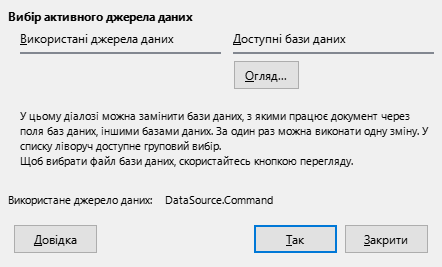 Вибір активного джерела даних
Використані джерела даних
Доступні бази даних
Огляд...
У цьому діалозі можна замінити бази даних, з якими працює документ через
поля баз даних, іншими базами даних. За один раз можна виконати одну зміну. У
списку ліворуч доступне груповий вибір.
Щоб вибрати файл бази даних, скористайтесь кнопкою перегляду.
Використане джерело даних: DataSource.Command
Довідка
Так
Закрити